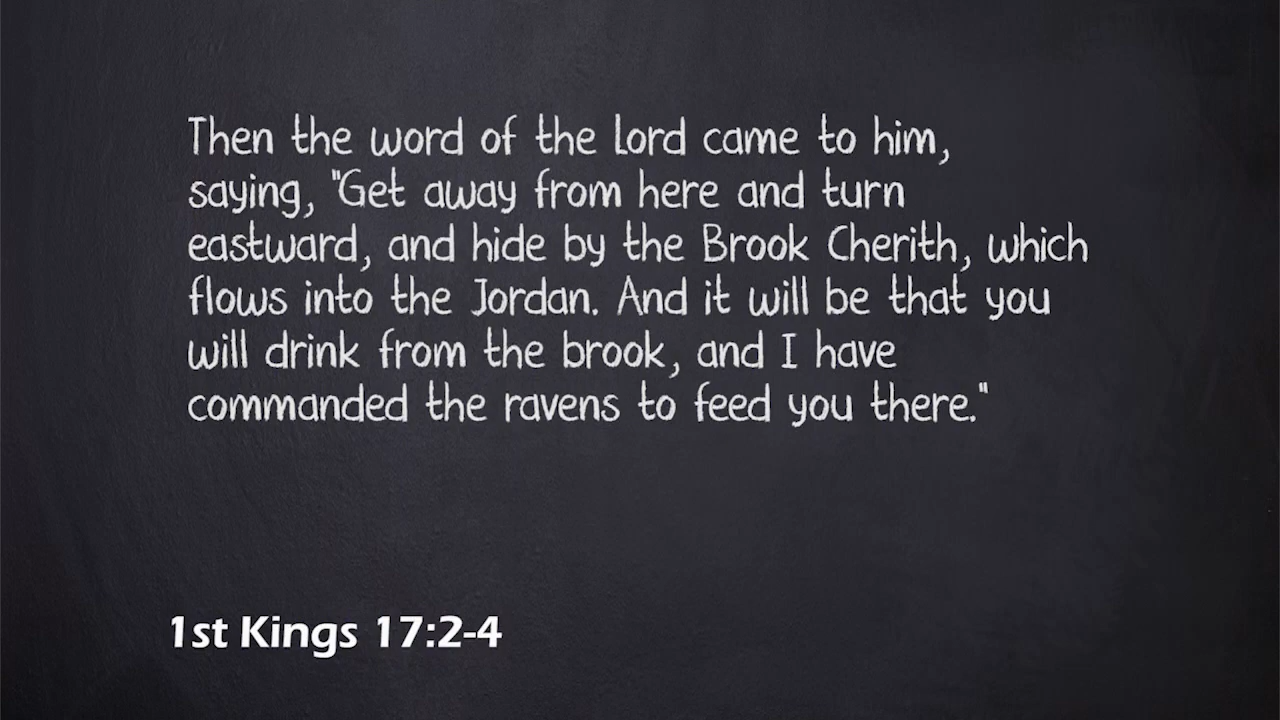 Then the word of the Lord came to him,
saying, "Get away from here and turn
eastward, and hide by the Brook Cherith, which
flows into the Jordan. And it will be that you
will drink from the brook, and I have
commanded the ravens to feed you there."
1st Kings 17:2-4